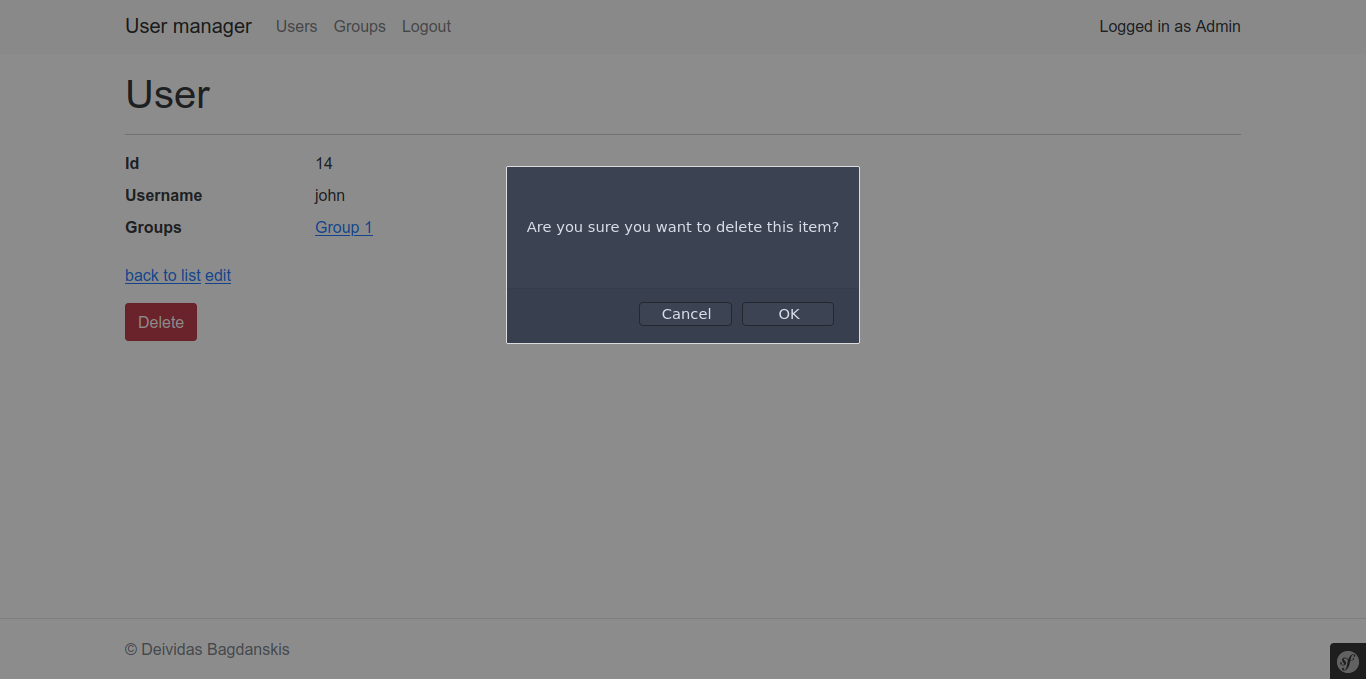 User manager Users Groups Logout Logged in as Admin
User
Id 14
Username john
Groups Group 1
back to list edit
Delete
Are you sure you want to delete this item?
Cancel OK
© Deividas Bagdanskis
sf